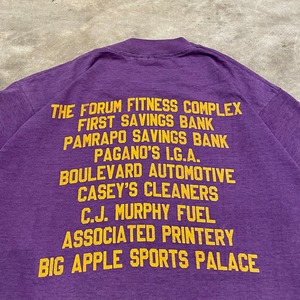 THE FORUM FITNESS COMPLEX
FIRST SAVINGS BANK
PAMRAPO SAVINGS BANK
PAGANO'S I.G.A.
BOULEVARD AUTOMOTIVE
CASEY'S CLEANERS
C.J. MURPHY FUEL
ASSOCIATED PRINTERY
BIG APPLE SPORTS PALACE